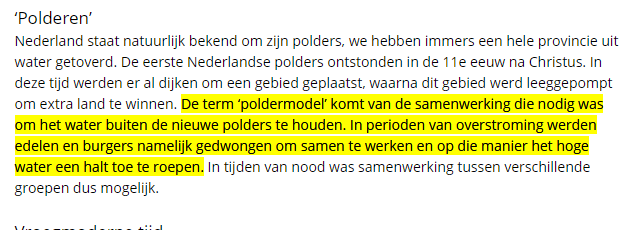 ‘Polderen’
Nederland staat natuurlijk bekend om zijn polders, we hebben immers een hele provincie uit
water getoverd. De eerste Nederlandse polders ontstonden in de 11e eeuw na Christus. In
deze tijd werden er al dijken om een gebied geplaatst, waarna dit gebied werd leeggepompt
om extra land te winnen. De term ‘poldermodel’ komt van de samenwerking die nodig was
om het water buiten de nieuwe polders te houden. In perioden van overstroming werden
edelen en burgers namelijk gedwongen om samen te werken en op die manier het hoge
water een halt toe te roepen. In tijden van nood was samenwerking tussen verschillende
groepen dus mogelijk.